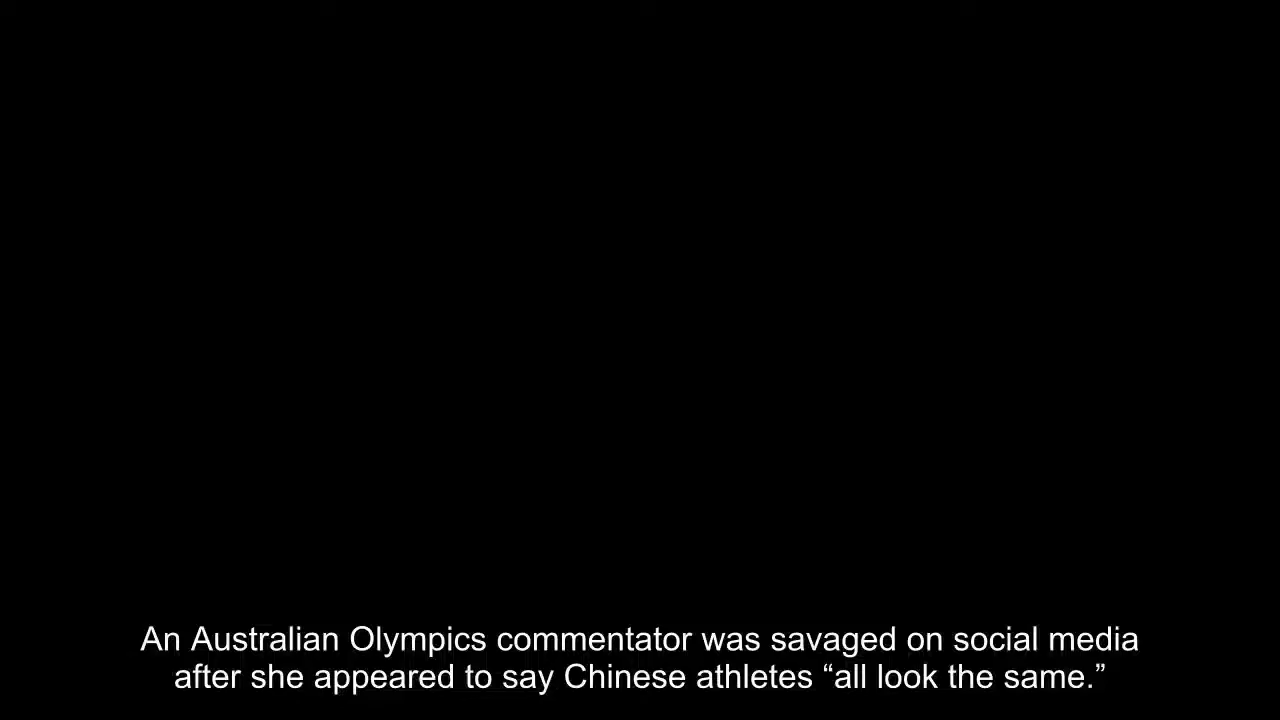 An Australian Olympics commentator was savaged on social media
after she appeared to say Chinese athletes “all look the same.”